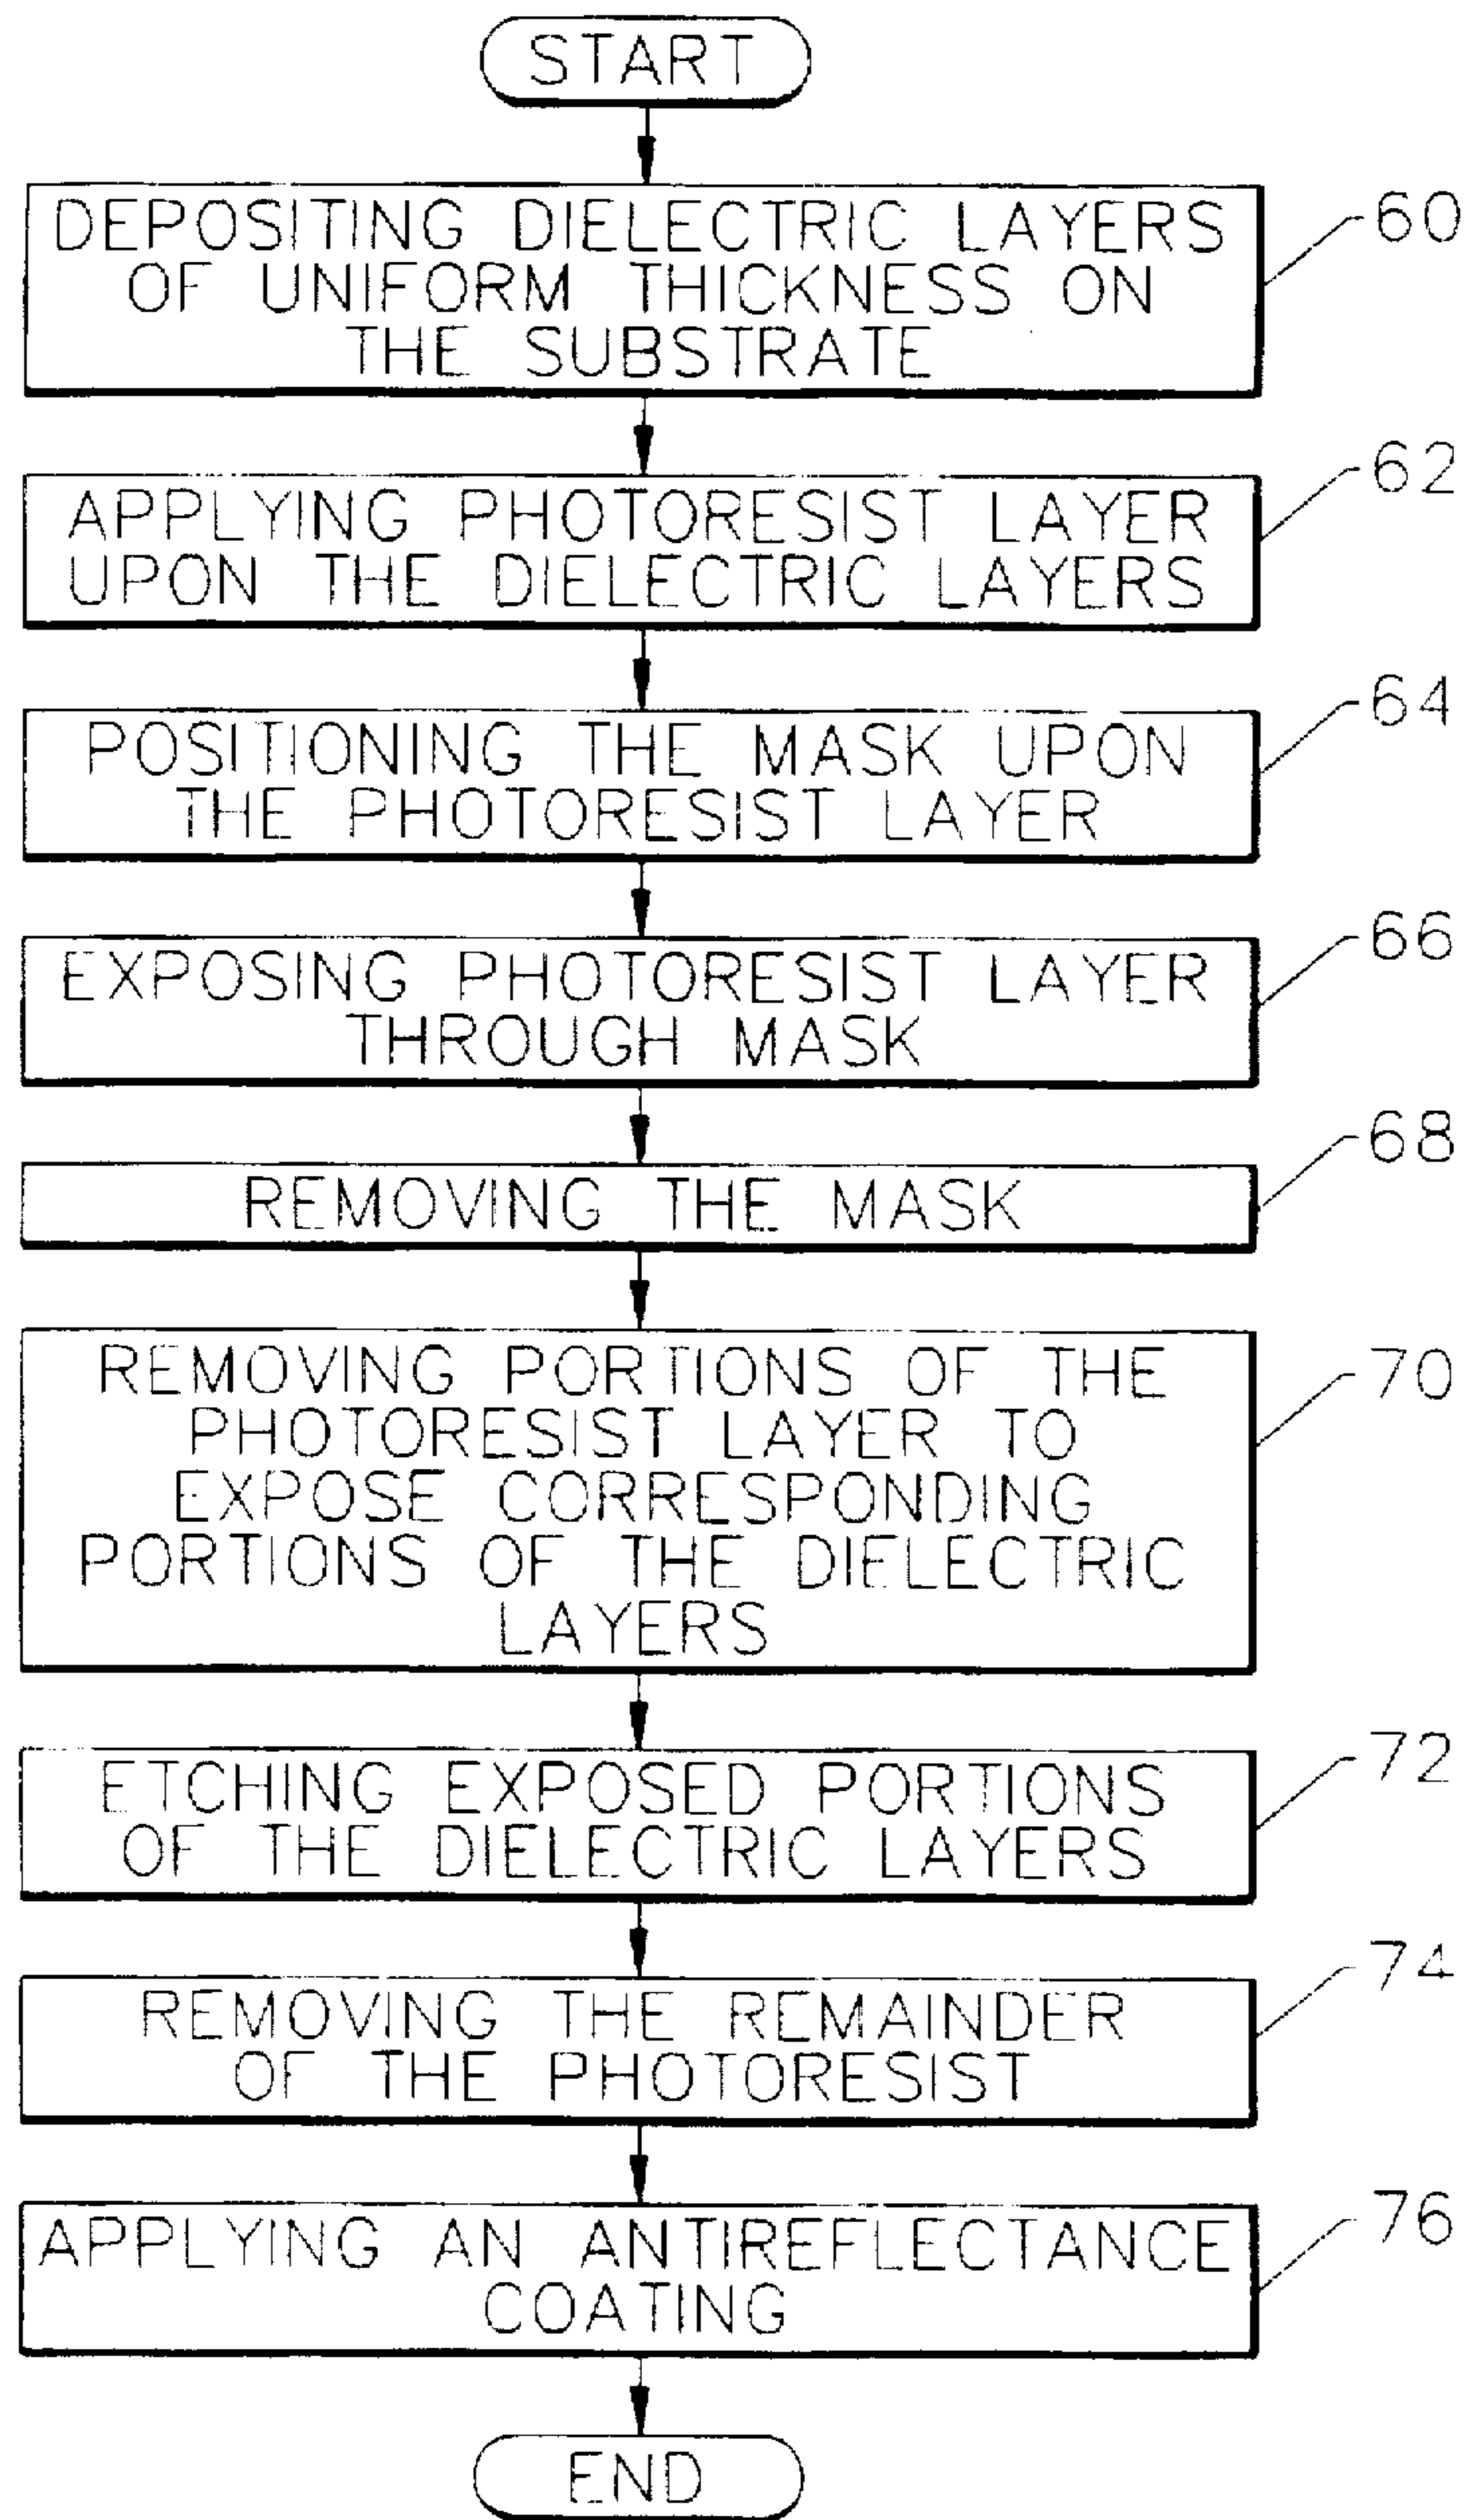 START
DEPOSITING DIELECTRIC LAYERS
OF UNIFORM THICKNESS ON
THE SUBSTRATE
60
APPLYING PHOTORESIST LAYER
UPON THE DIELECTRIC LAYERS
62
POSITIONING THE MASK UPON
THE PHOTORESIST LAYER
64
EXPOSING PHOTORESIST LAYER
THROUGH MASK
66
REMOVING THE MASK
68
REMOVING PORTIONS OF THE
PHOTORESIST LAYER TO
EXPOSE CORRESPONDING
PORTIONS OF THE DIELECTRIC
LAYERS
70
ETCHING EXPOSED PORTIONS
OF THE DIELECTRIC LAYERS
72
REMOVING THE REMAINDER
OF THE PHOTORESIST
74
APPLYING AN ANTIREFLECTANCE
COATING
76
END